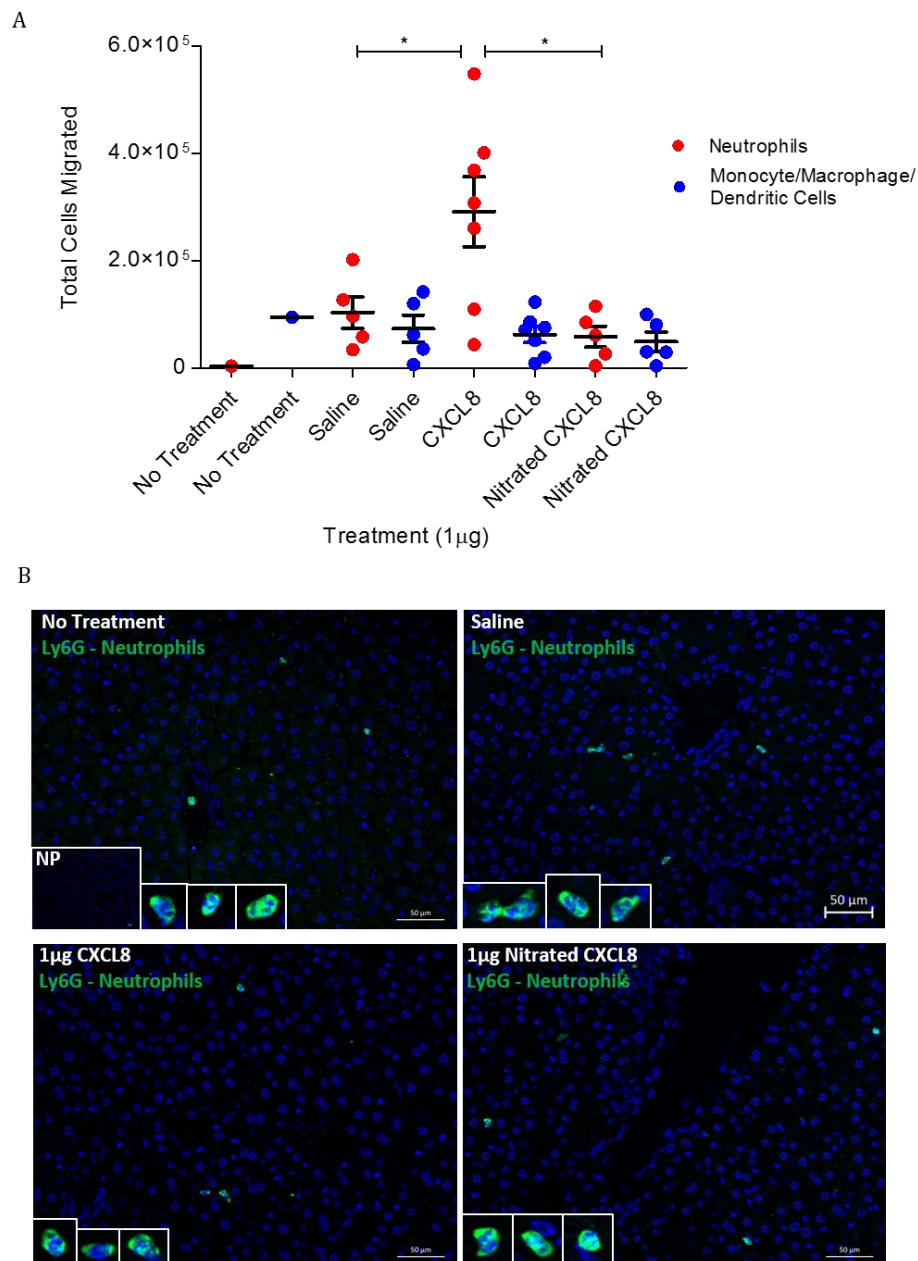 A
6.0×10⁵
4.0×10⁵
2.0×10⁵
0
Total Cells Migrated
*
*
Neutrophils
Monocyte/Macrophage/
Dendritic Cells
No Treatment
No Treatment
Saline
Saline
CXCL8
CXCL8
Nitrated CXCL8
Nitrated CXCL8
Treatment (1μg)
B
No Treatment
Ly6G - Neutrophils
NP
50 μm
Saline
Ly6G - Neutrophils
50 μm
1μg CXCL8
Ly6G - Neutrophils
50 μm
1μg Nitrated CXCL8
Ly6G - Neutrophils
50 μm